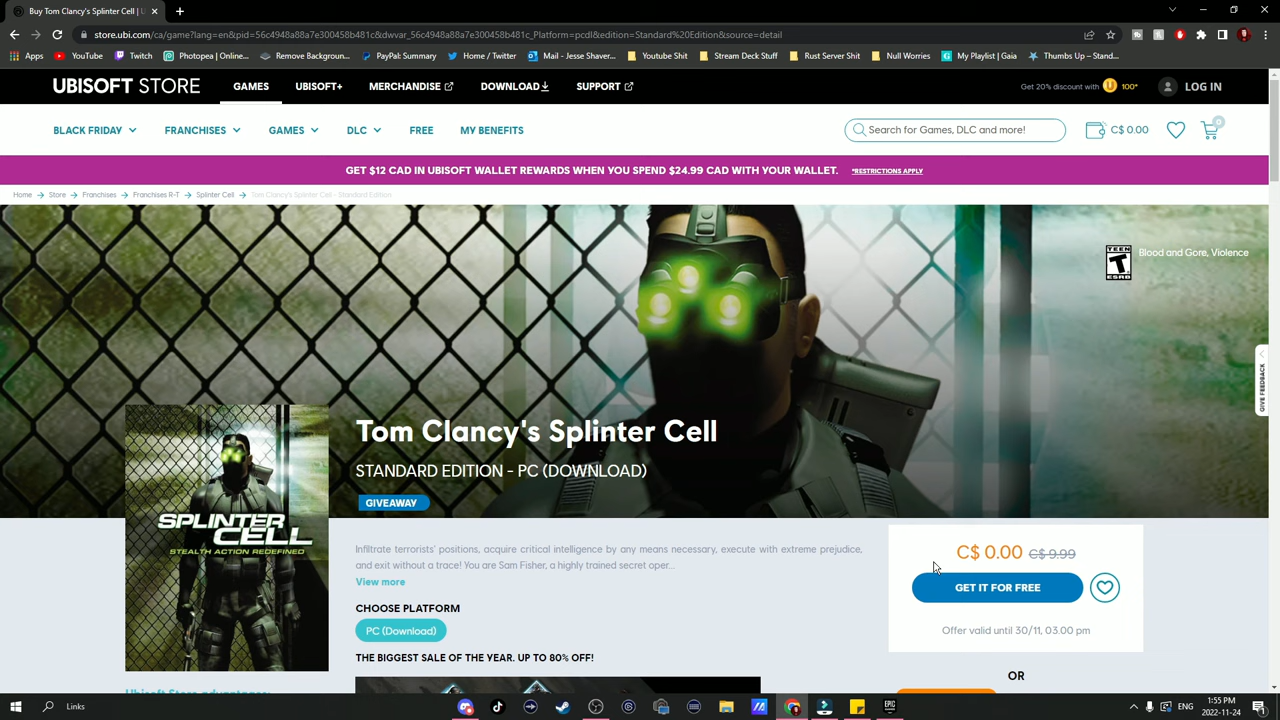 Buy Tom Clancy's Splinter Cell | U
store.ubi.com/ca/game?lang=en&pid=56c4948a88a7e300458b481c&dwvar_56c4948a88a7e300458b481c_Platform=pcdl&edition=Standard%20Edition&source=detail
Apps YouTube Twitch Photopea | Online... Remove Backgroun... PayPal: Summary Home / Twitter Mail - Jesse Shaver... Youtube Shit Stream Deck Stuff Rust Server Shit Null Worries My Playlist | Gaia Thumbs Up – Stand...
UBISOFT STORE GAMES UBISOFT+ MERCHANDISE DOWNLOAD SUPPORT Get 20% discount with 100* LOG IN
BLACK FRIDAY FRANCHISES GAMES DLC FREE MY BENEFITS Search for Games, DLC and more! C$ 0.00 0
GET $12 CAD IN UBISOFT WALLET REWARDS WHEN YOU SPEND $24.99 CAD WITH YOUR WALLET. *RESTRICTIONS APPLY
Home Store Franchises Franchises R-T Splinter Cell Tom Clancy's Splinter Cell - Standard Edition
TEEN
T
ESRB
Blood and Gore, Violence
GIVE FEEDBACK
Tom Clancy's Splinter Cell
STANDARD EDITION - PC (DOWNLOAD)
GIVEAWAY
SPLINTER
CELL
STEALTH ACTION REDEFINED
Infiltrate terrorists' positions, acquire critical intelligence by any means necessary, execute with extreme prejudice,
and exit without a trace! You are Sam Fisher, a highly trained secret oper...
View more
CHOOSE PLATFORM
PC (Download)
THE BIGGEST SALE OF THE YEAR. UP TO 80% OFF!
C$ 0.00 C$ 9.99
GET IT FOR FREE
Offer valid until 30/11, 03.00 pm
OR
Ubisoft Store advantages:
Links
EPIC
GAMES
ENG
1:55 PM
2022-11-24
1